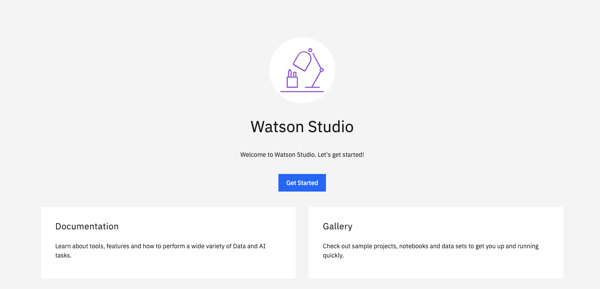 Watson Studio
Welcome to Watson Studio. Let's get started!
Get Started
Documentation
Learn about tools, features and how to perform a wide variety of Data and AI
tasks.
Gallery
Check out sample projects, notebooks and data sets to get you up and running
quickly.